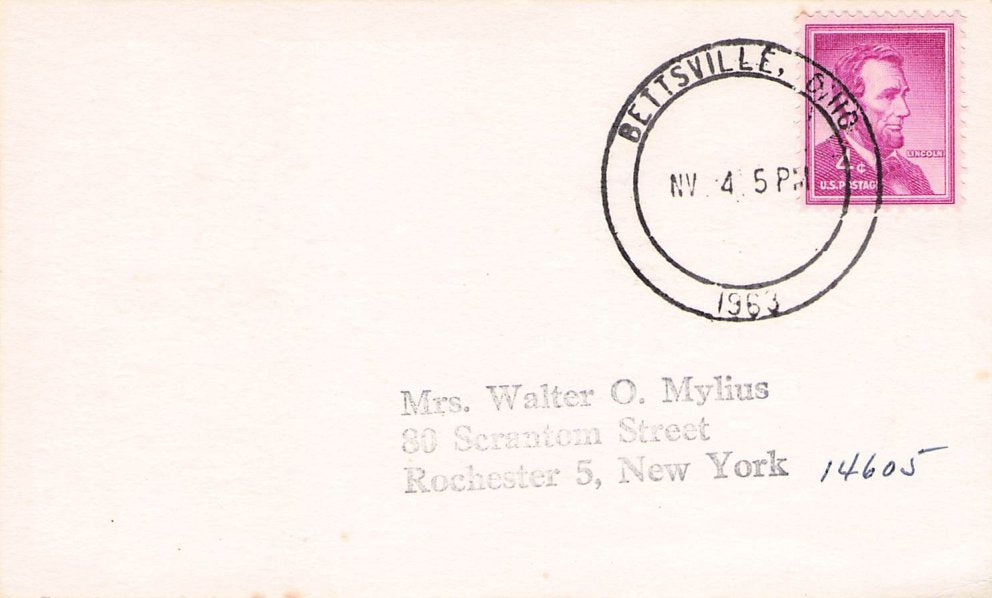 BETTSVILLE, OHIO
NV 4 5 PM
1963
LINCOLN
4¢
U.S. POSTAGE
Mrs. Walter O. Mylius
80 Scrantom Street
Rochester 5, New York 14605